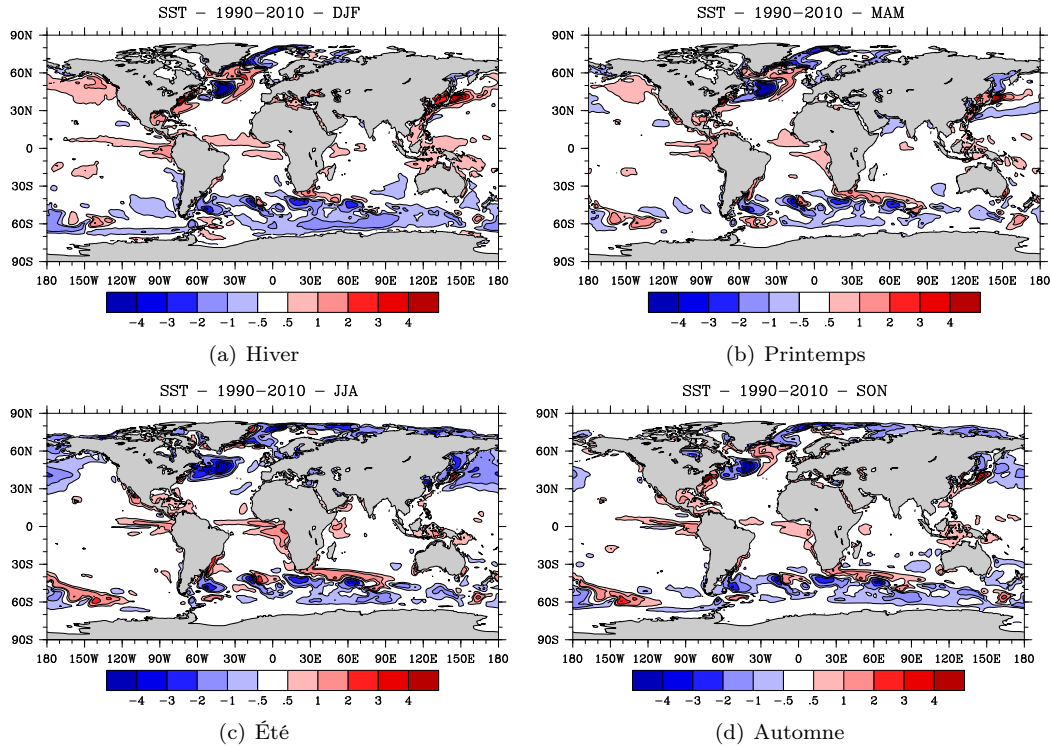 SST - 1990-2010 - DJF
90N
60N
30N
0
30S
60S
90S
180 150W 120W 90W 60W 30W 0 30E 60E 90E 120E 150E 180
-4 -3 -2 -1 -.5 .5 1 2 3 4
(a) Hiver
SST - 1990-2010 - MAM
90N
60N
30N
0
30S
60S
90S
180 150W 120W 90W 60W 30W 0 30E 60E 90E 120E 150E 180
-4 -3 -2 -1 -.5 .5 1 2 3 4
(b) Printemps
SST - 1990-2010 - JJA
90N
60N
30N
0
30S
60S
90S
180 150W 120W 90W 60W 30W 0 30E 60E 90E 120E 150E 180
-4 -3 -2 -1 -.5 .5 1 2 3 4
(c) Été
SST - 1990-2010 - SON
90N
60N
30N
0
30S
60S
90S
180 150W 120W 90W 60W 30W 0 30E 60E 90E 120E 150E 180
-4 -3 -2 -1 -.5 .5 1 2 3 4
(d) Automne